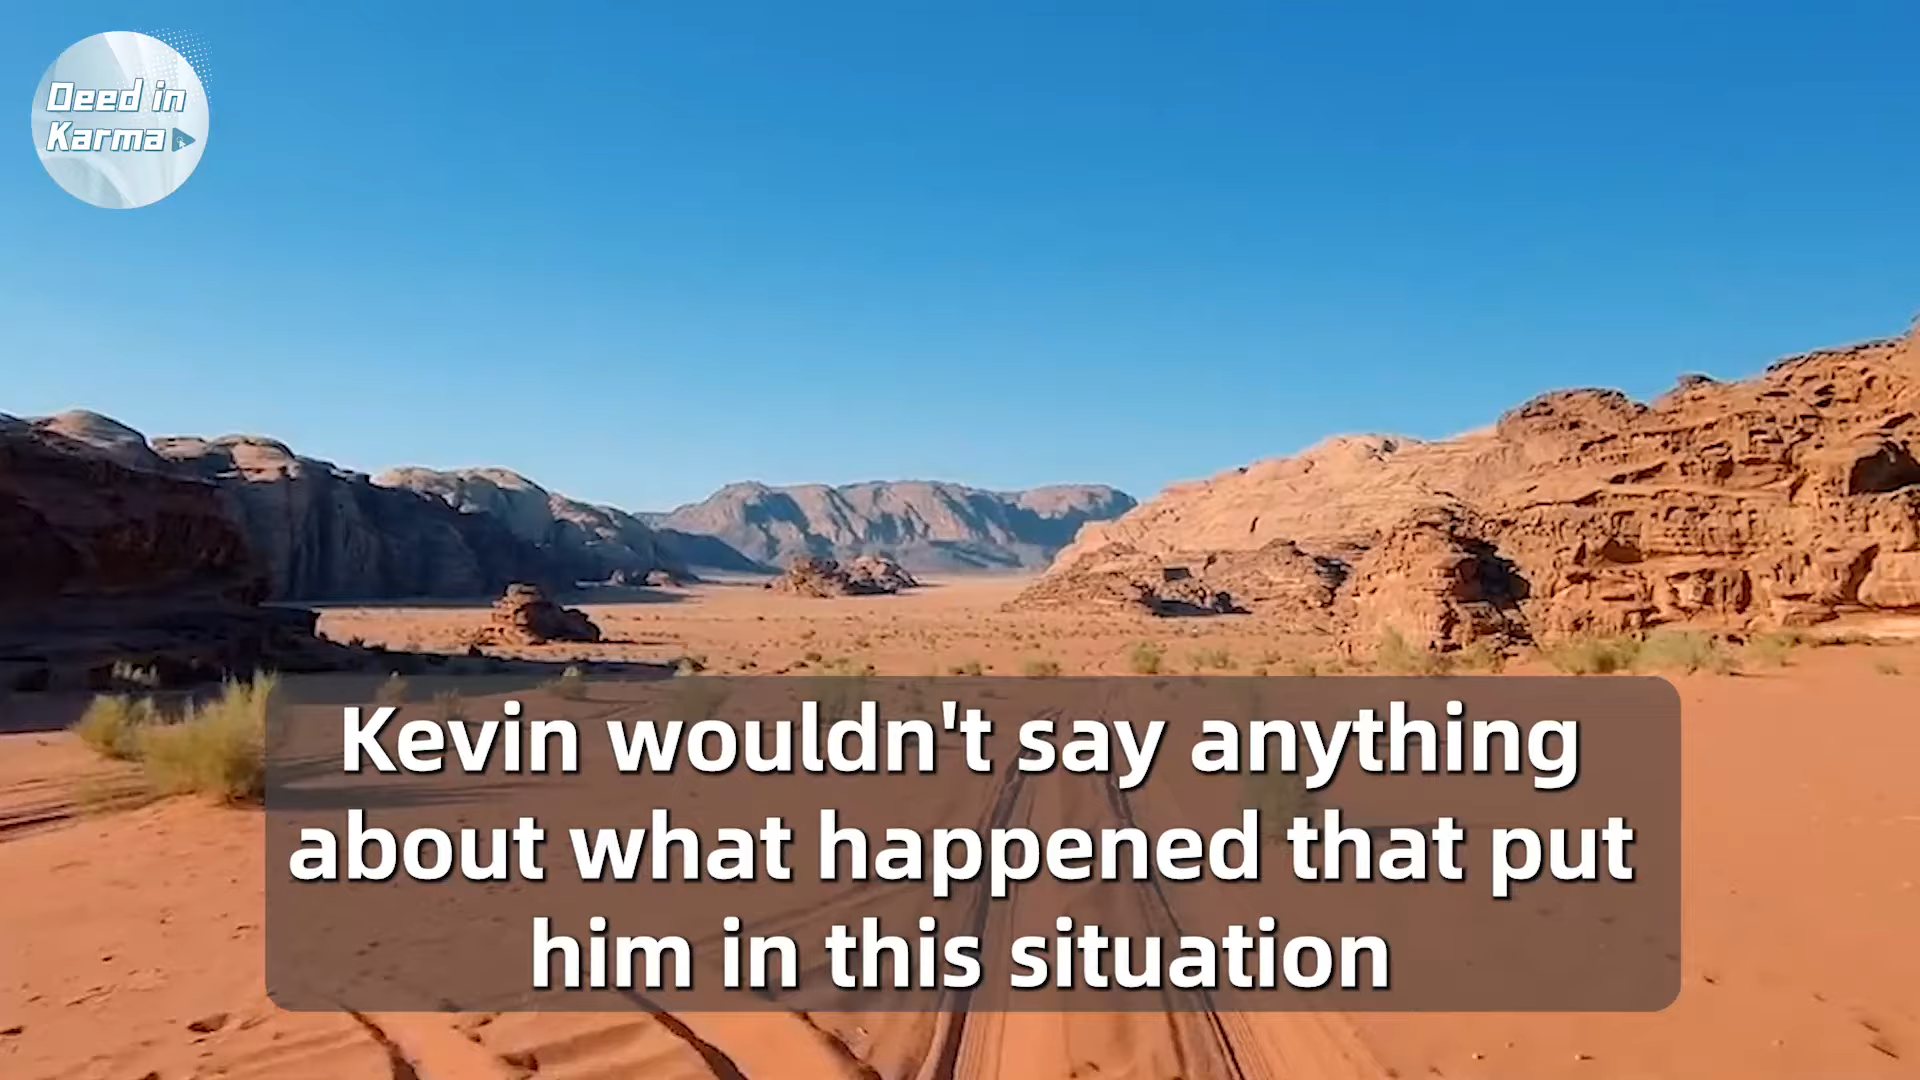 Deed in
Karma
Kevin wouldn't say anything
about what happened that put
him in this situation